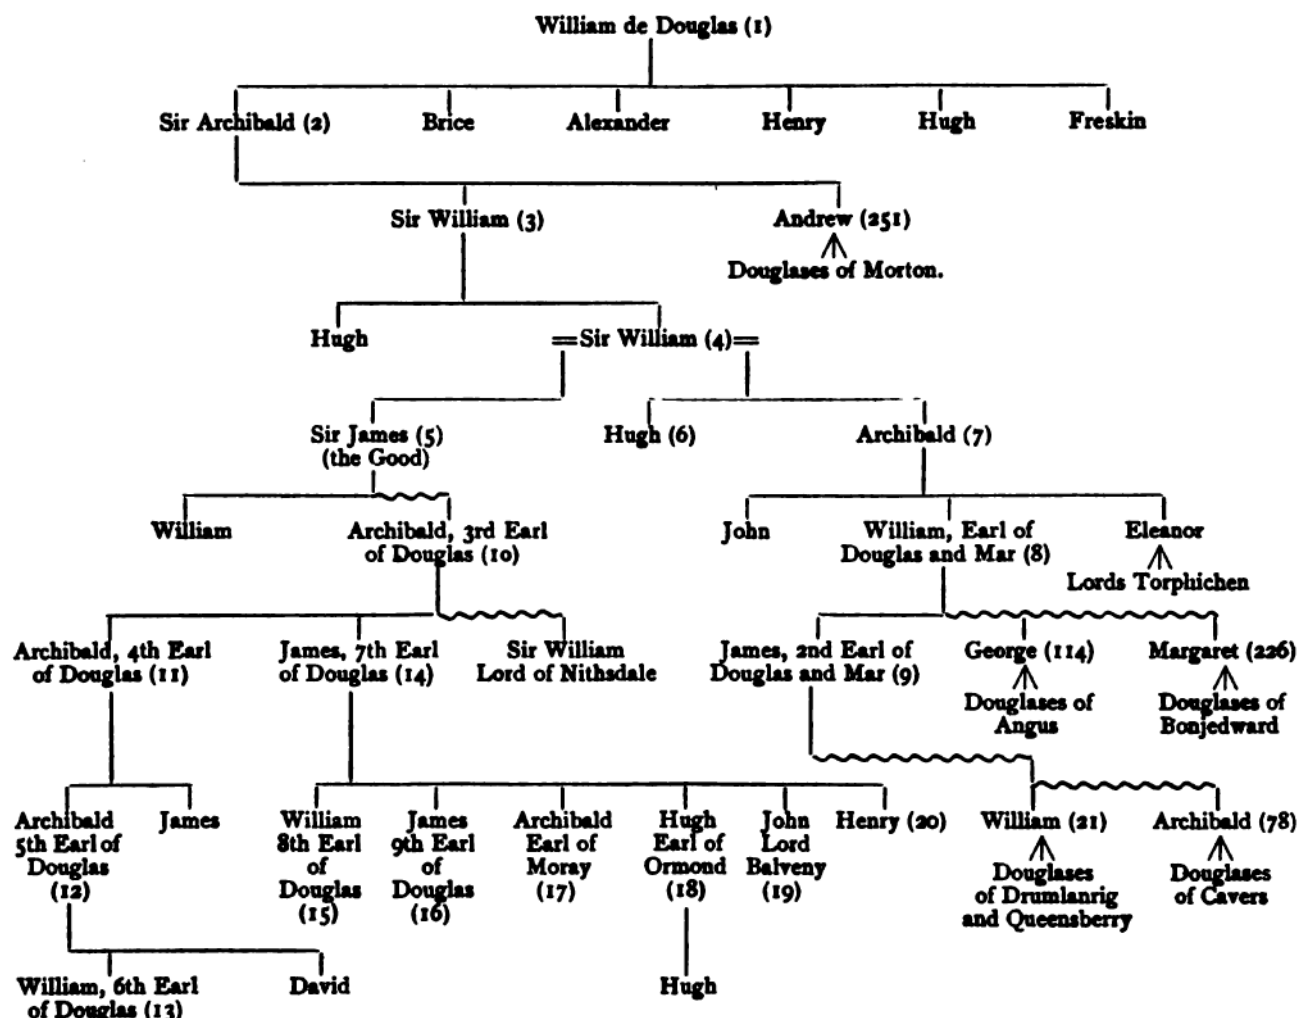 William de Douglas (1)
Sir Archibald (2) Brice Alexander Henry Hugh Freskin
Sir William (3) Andrew (251)
Douglases of Morton.
Hugh =Sir William (4)=
Sir James (5) Hugh (6) Archibald (7)
(the Good)
William Archibald, 3rd Earl John William, Earl of Eleanor
of Douglas (10) Douglas and Mar (8)
Lords Torphichen
Archibald, 4th Earl James, 7th Earl Sir William James, 2nd Earl of George (114) Margaret (226)
of Douglas (11) of Douglas (14) Lord of Nithsdale Douglas and Mar (9)
Douglases of Douglases of
Angus Bonjedward
Archibald James William James Archibald Hugh John Henry (20) William (21) Archibald (78)
5th Earl of 8th Earl 9th Earl Earl of Earl of Lord
Douglas of of Moray Ormond Balveny Douglases Douglases
(12) Douglas Douglas (17) (18) (19) of Drumlanrig of Cavers
(15) (16) and Queensberry
William, 6th Earl David Hugh
of Douglas (13)